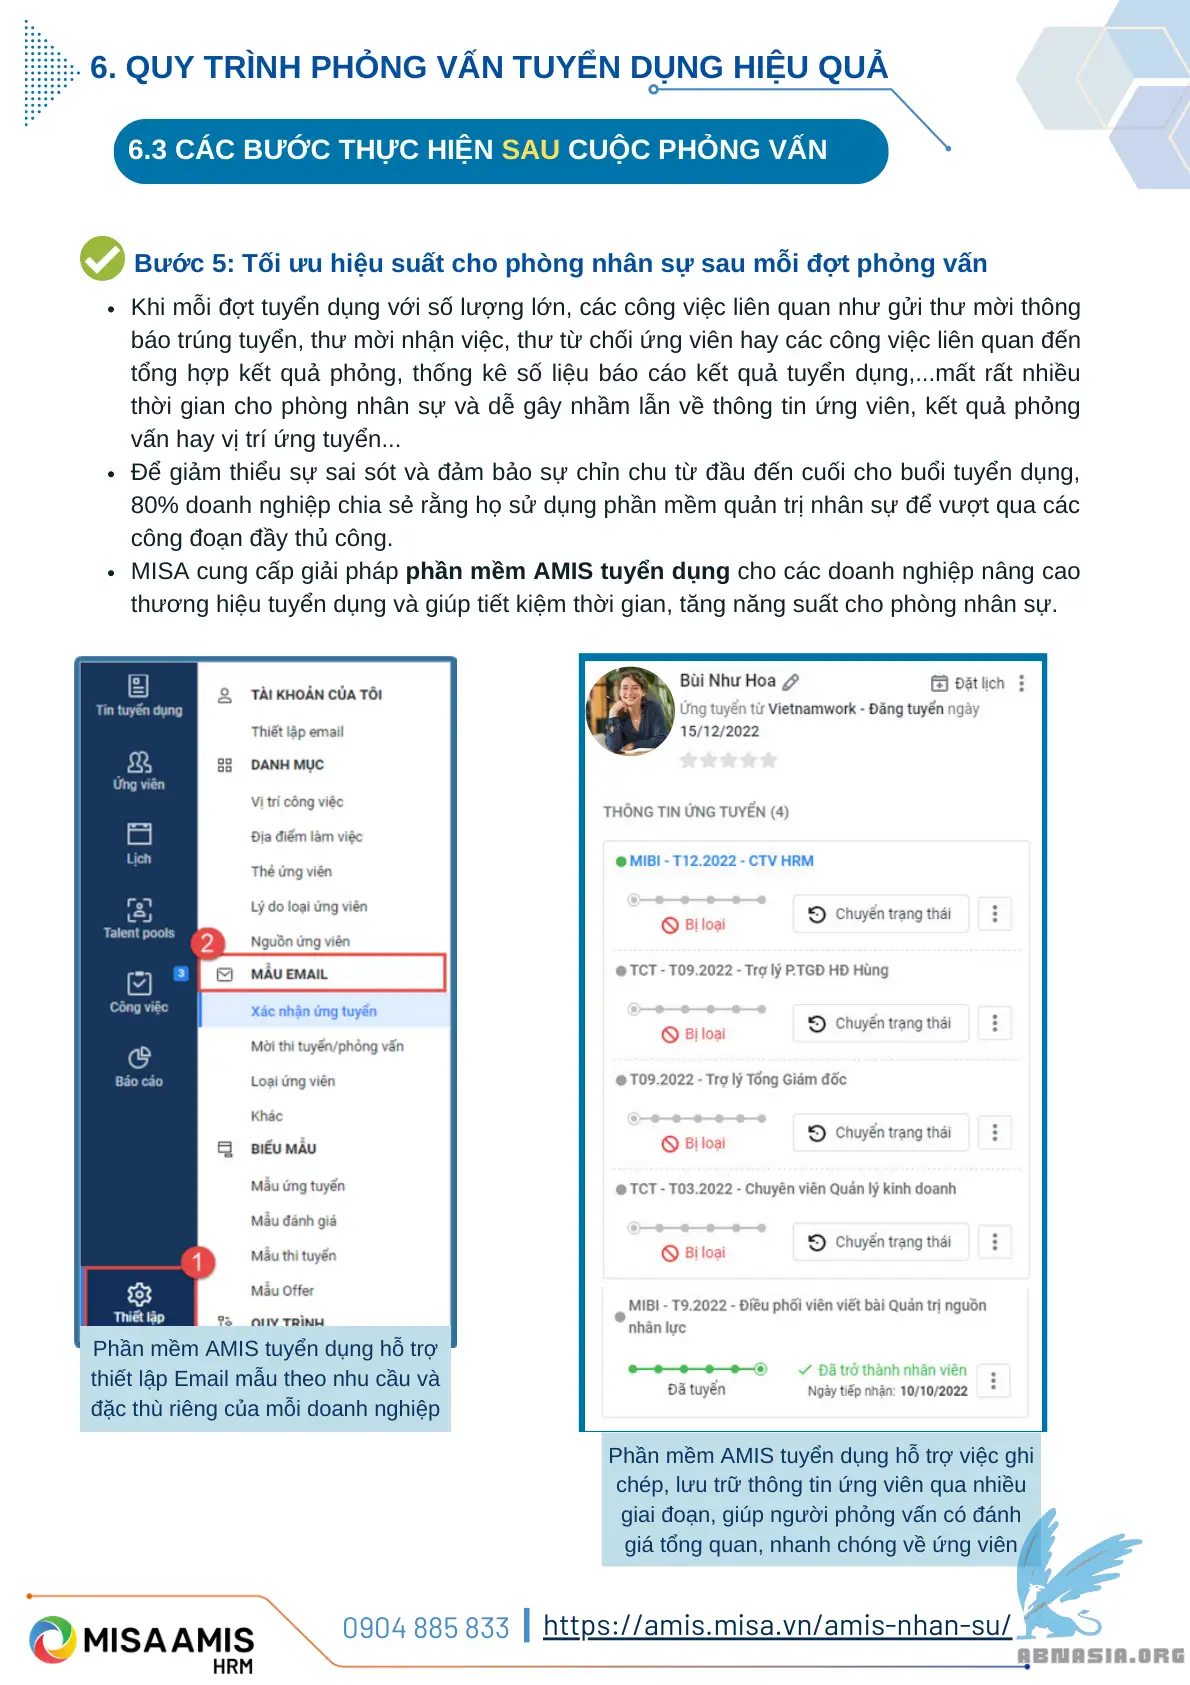 6. QUY TRÌNH PHỎNG VẤN TUYỂN DỤNG HIỆU QUẢ
6.3 CÁC BƯỚC THỰC HIỆN SAU CUỘC PHỎNG VẤN
Bước 5: Tối ưu hiệu suất cho phòng nhân sự sau mỗi đợt phỏng vấn
• Khi mỗi đợt tuyển dụng với số lượng lớn, các công việc liên quan như gửi thư mời thông
báo trúng tuyển, thư mời nhận việc, thư từ chối ứng viên hay các công việc liên quan đến
tổng hợp kết quả phỏng, thống kê số liệu báo cáo kết quả tuyển dụng,...mất rất nhiều
thời gian cho phòng nhân sự và dễ gây nhầm lẫn về thông tin ứng viên, kết quả phỏng
vấn hay vị trí ứng tuyển...
• Để giảm thiểu sự sai sót và đảm bảo sự chỉn chu từ đầu đến cuối cho buổi tuyển dụng,
80% doanh nghiệp chia sẻ rằng họ sử dụng phần mềm quản trị nhân sự để vượt qua các
công đoạn đầy thủ công.
• MISA cung cấp giải pháp phần mềm AMIS tuyển dụng cho các doanh nghiệp nâng cao
thương hiệu tuyển dụng và giúp tiết kiệm thời gian, tăng năng suất cho phòng nhân sự.
Tin tuyển dụng
Ứng viên
Lịch
Talent pools
3
Công việc
Báo cáo
1
Thiết lập
TÀI KHOẢN CỦA TÔI
Thiết lập email
DANH MỤC
Vị trí công việc
Địa điểm làm việc
Thẻ ứng viên
Lý do loại ứng viên
Nguồn ứng viên
2
MẪU EMAIL
Xác nhận ứng tuyển
Mời thi tuyển/phỏng vấn
Loại ứng viên
Khác
BIỂU MẪU
Mẫu ứng tuyển
Mẫu đánh giá
Mẫu thi tuyển
Mẫu Offer
QUY TRÌNH
Phần mềm AMIS tuyển dụng hỗ trợ
thiết lập Email mẫu theo nhu cầu và
đặc thù riêng của mỗi doanh nghiệp
Bùi Như Hoa
Đặt lịch
Ứng tuyển từ Vietnamwork - Đăng tuyển ngày
15/12/2022
THÔNG TIN ỨNG TUYỂN (4)
MIBI - T12.2022 - CTV HRM
Bị loại
Chuyển trạng thái
TCT - T09.2022 - Trợ lý P.TGĐ HĐ Hùng
Bị loại
Chuyển trạng thái
T09.2022 - Trợ lý Tổng Giám đốc
Bị loại
Chuyển trạng thái
TCT - T03.2022 - Chuyên viên Quản lý kinh doanh
Bị loại
Chuyển trạng thái
MIBI - T9.2022 - Điều phối viên viết bài Quản trị nguồn
nhân lực
Đã tuyển
Đã trở thành nhân viên
Ngày tiếp nhận: 10/10/2022
Phần mềm AMIS tuyển dụng hỗ trợ việc ghi
chép, lưu trữ thông tin ứng viên qua nhiều
giai đoạn, giúp người phỏng vấn có đánh
giá tổng quan, nhanh chóng về ứng viên
MISA AMIS
HRM
0904 885 833
https://amis.misa.vn/amis-nhan-su/
ABNASIA.ORG